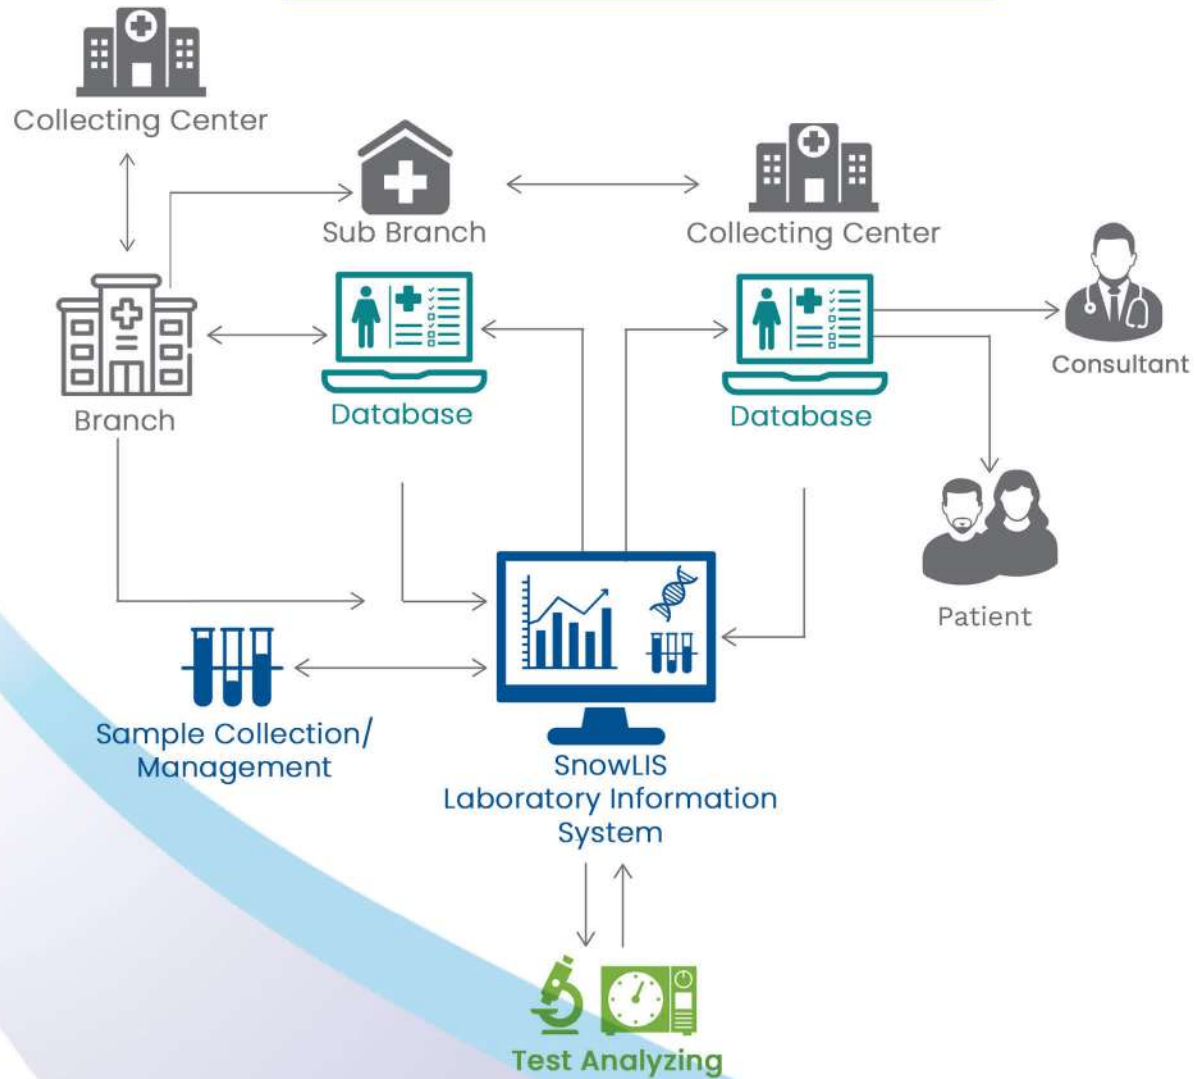 Collecting Center
Sub Branch
Collecting Center
Branch
Database
Database
Consultant
Patient
Sample Collection/
Management
SnowLIS
Laboratory Information
System
Test Analyzing